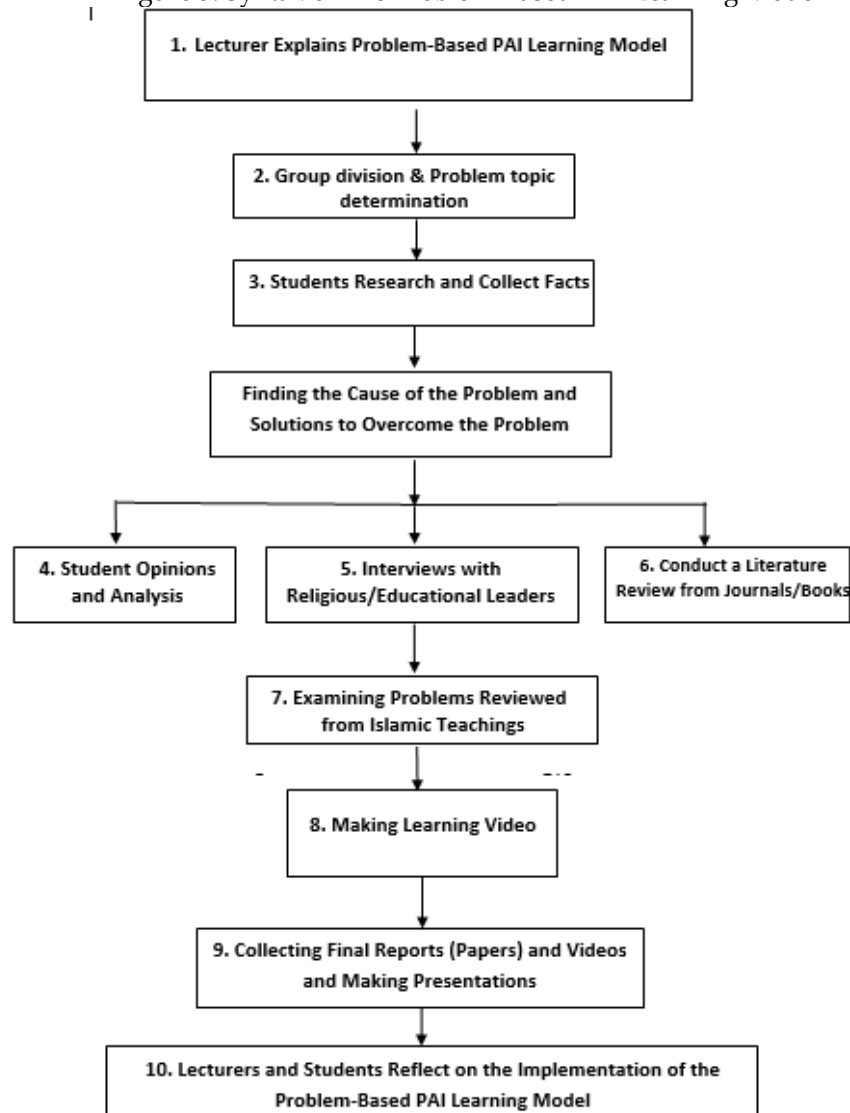 1. Lecturer Explains Problem-Based PAI Learning Model
2. Group division & Problem topic
determination
3. Students Research and Collect Facts
Finding the Cause of the Problem and
Solutions to Overcome the Problem
4. Student Opinions
and Analysis
5. Interviews with
Religious/Educational Leaders
6. Conduct a Literature
Review from Journals/Books
7. Examining Problems Reviewed
from Islamic Teachings
8. Making Learning Video
9. Collecting Final Reports (Papers) and Videos
and Making Presentations
10. Lecturers and Students Reflect on the Implementation of the
Problem-Based PAI Learning Model